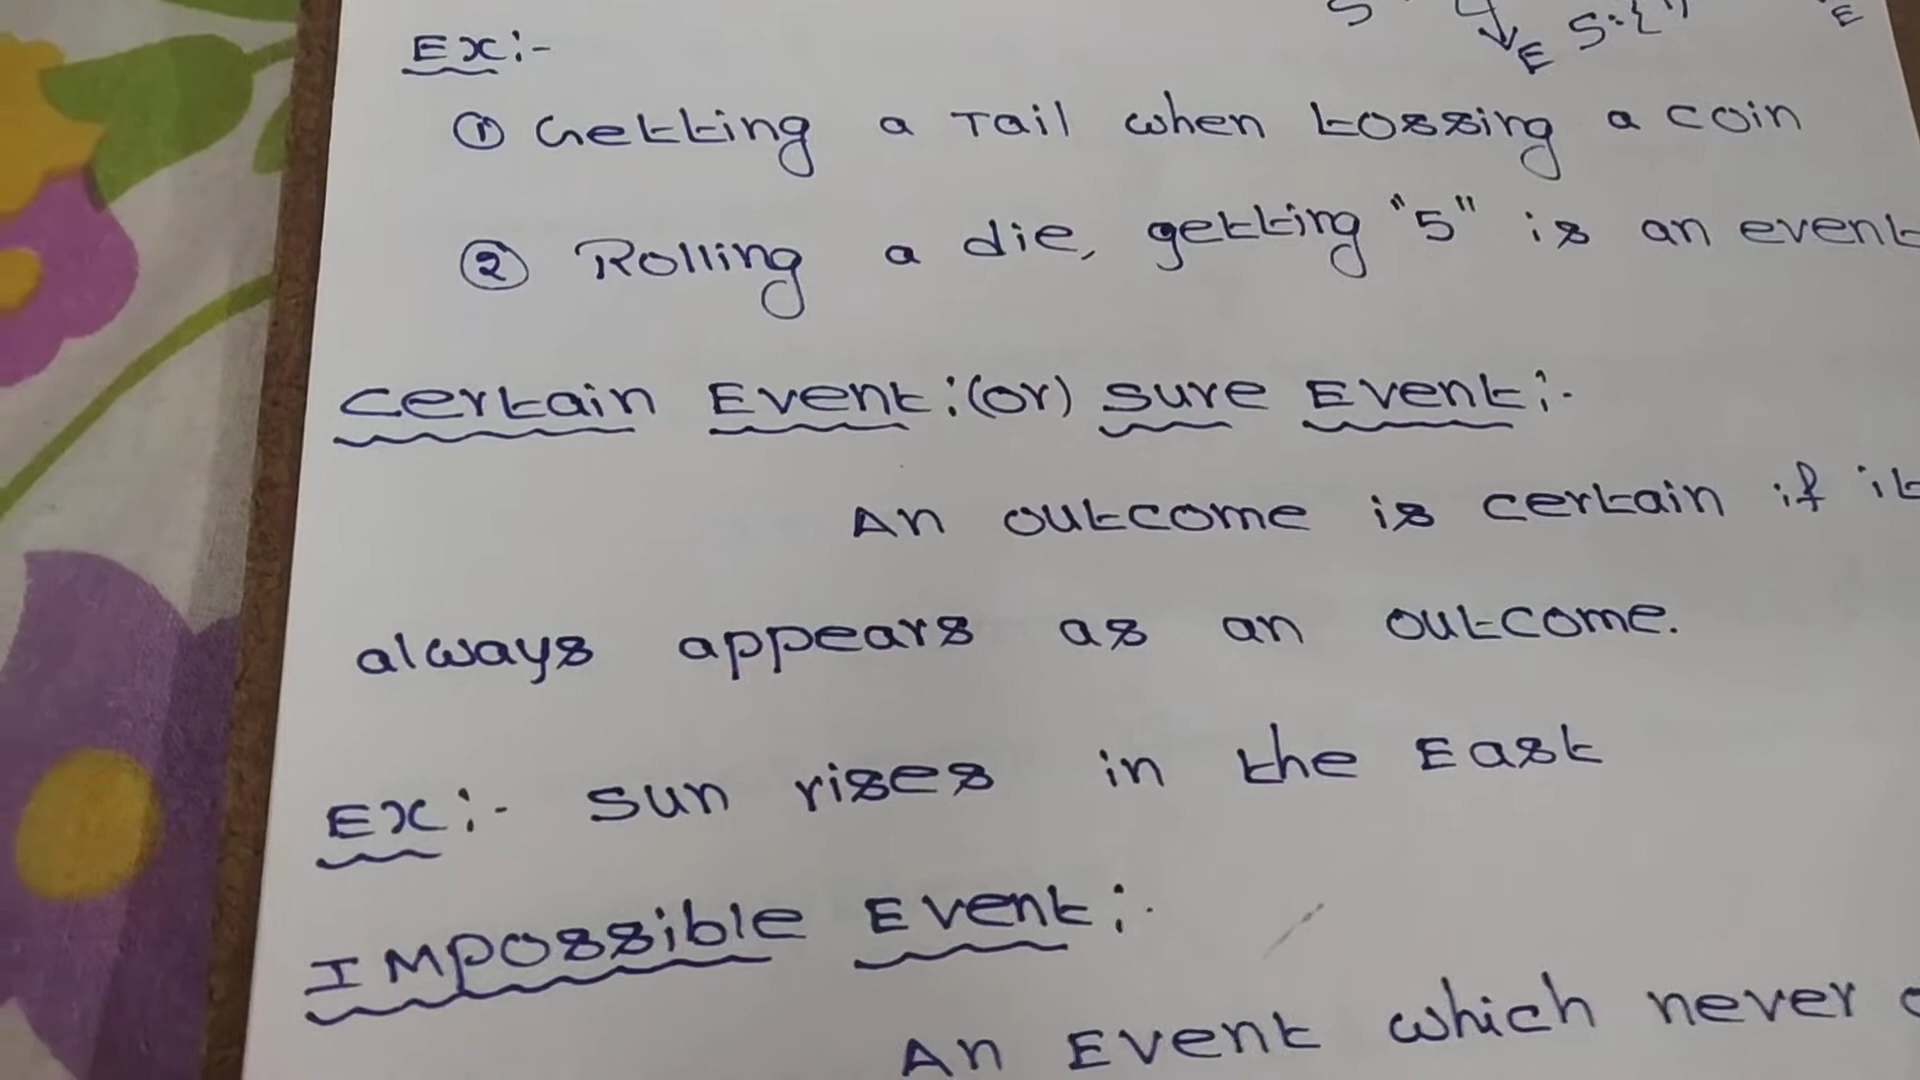 S E S:{ E
Ex:-
① Getting a Tail when tossing a coin
② Rolling a die, getting "5" is an event
Certain Event:(or) Sure Event:-
An outcome is certain if it
always appears as an outcome.
Ex:- Sun rises in the East
Impossible Event:-
An Event which never